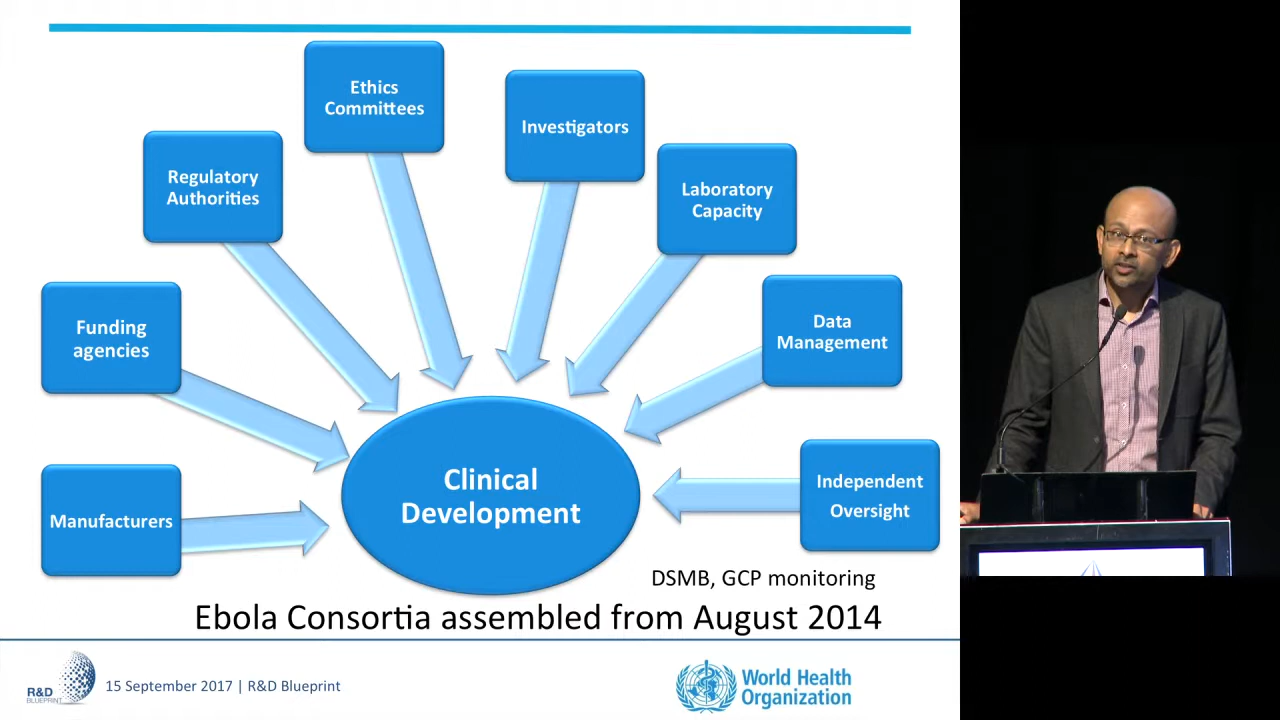 Ethics
Committees
Investigators
Regulatory
Authorities
Laboratory
Capacity
Funding
agencies
Data
Management
Manufacturers
Clinical
Development
Independent
Oversight
DSMB, GCP monitoring
Ebola Consortia assembled from August 2014
R&D
BLUEPRINT
15 September 2017 | R&D Blueprint
World Health
Organization